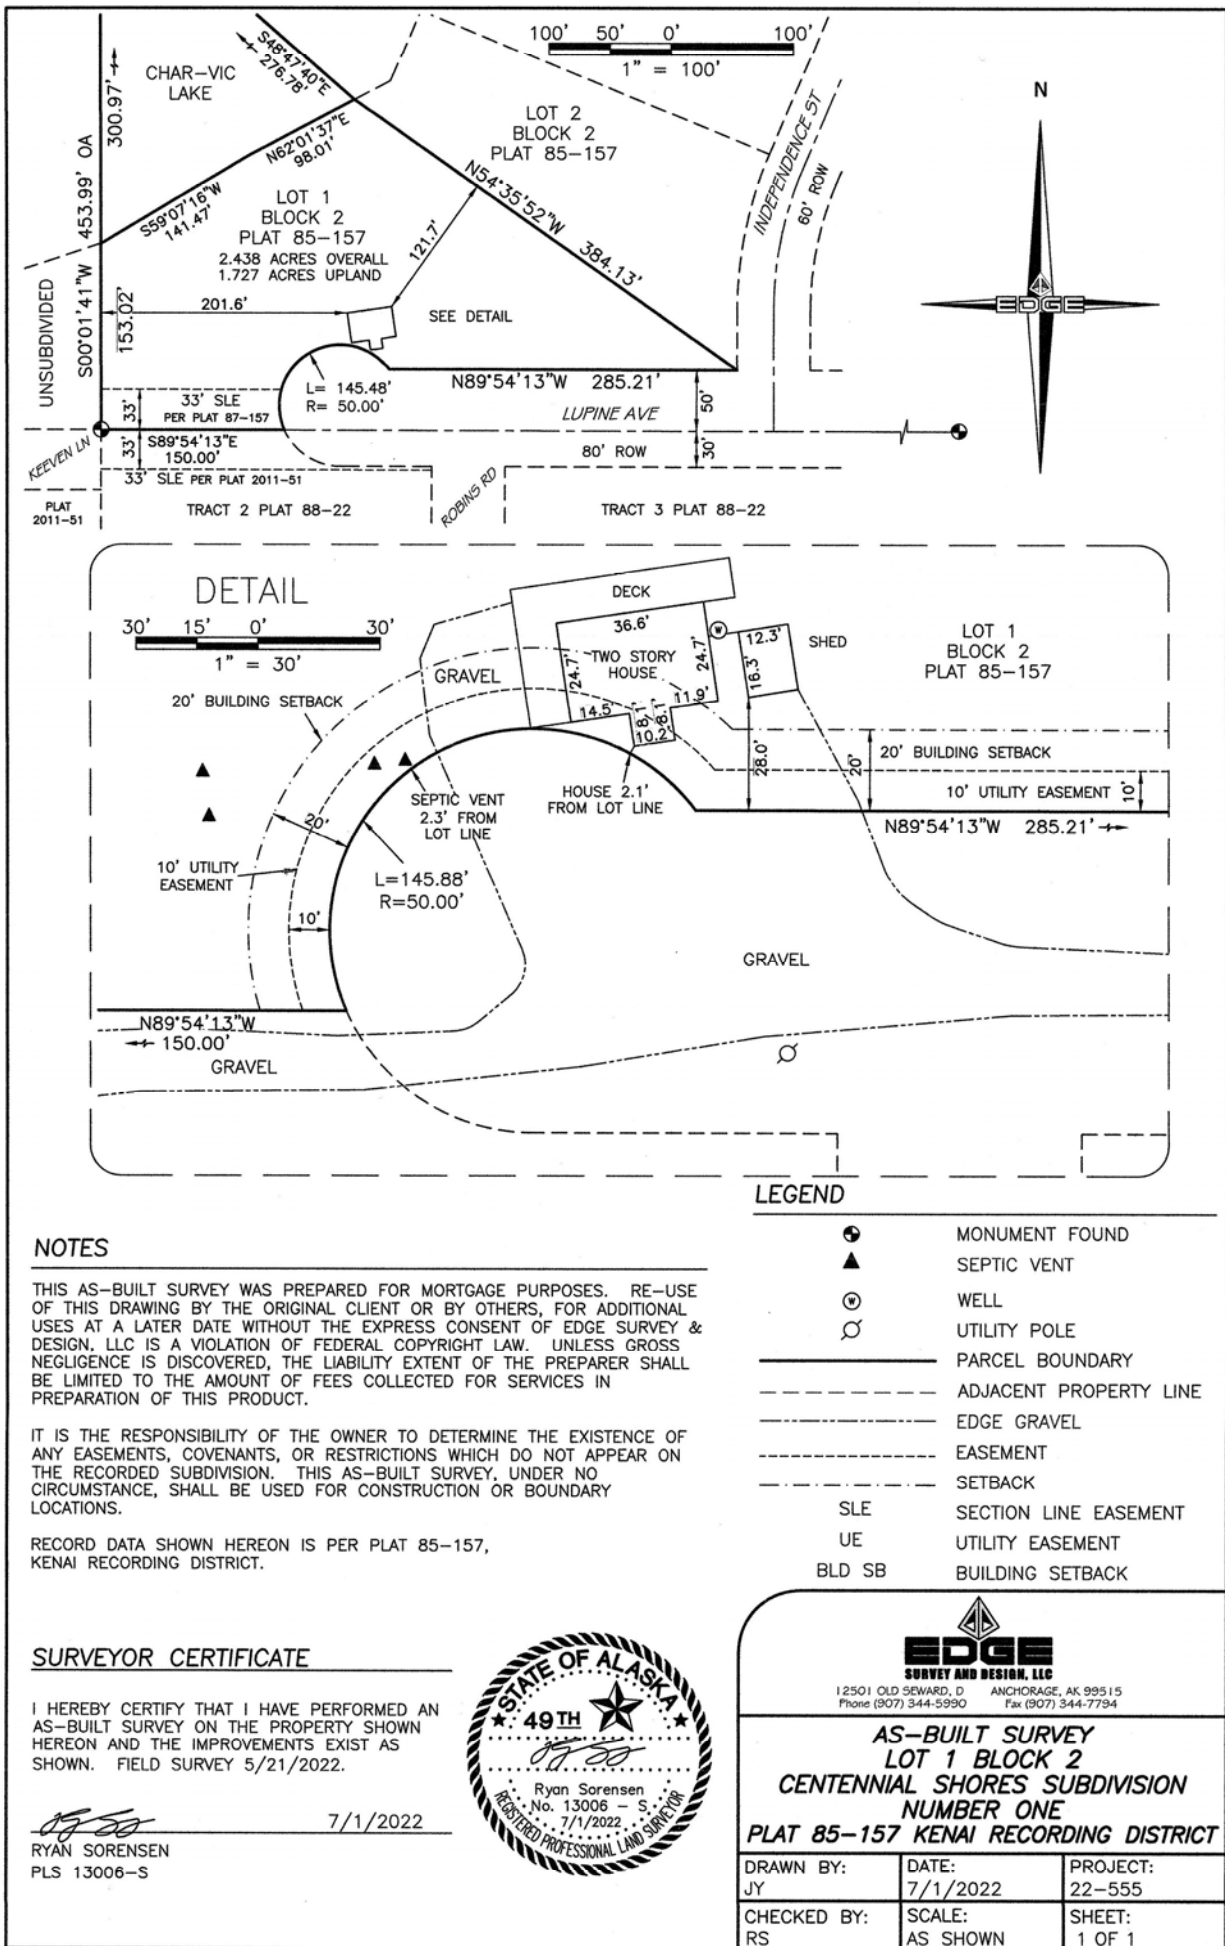 100' 50' 0' 100'
1" = 100'
CHAR-VIC
LAKE
S48°47'40"E
276.78'
300.97'
S00°01'41"W 453.99' OA
153.02'
N62°01'37"E
98.01'
S59°07'16"W
141.47'
LOT 2
BLOCK 2
PLAT 85-157
INDEPENDENCE ST
60' ROW
N
EDGE
LOT 1
BLOCK 2
PLAT 85-157
2.438 ACRES OVERALL
1.727 ACRES UPLAND
N54°35'52"W 384.13'
121.7'
201.6'
SEE DETAIL
UNSUBDIVIDED
L= 145.48'
R= 50.00'
N89°54'13"W 285.21'
33' 33' SLE
PER PLAT 87-157
LUPINE AVE
50'
KEEVEN LN
33' S89°54'13"E
150.00'
80' ROW
30'
33' SLE PER PLAT 2011-51
PLAT
2011-51
TRACT 2 PLAT 88-22
ROBINS RD
TRACT 3 PLAT 88-22
DETAIL
30' 15' 0' 30'
1" = 30'
DECK
36.6'
24.7'
TWO STORY
HOUSE
24.7'
W
12.3'
SHED
16.3'
LOT 1
BLOCK 2
PLAT 85-157
GRAVEL
20' BUILDING SETBACK
14.5'
8.1'
8.1'
11.9'
10.2'
28.0'
20'
20' BUILDING SETBACK
10' UTILITY EASEMENT
10'
SEPTIC VENT
2.3' FROM
LOT LINE
HOUSE 2.1'
FROM LOT LINE
N89°54'13"W 285.21'
20'
10' UTILITY
EASEMENT
L=145.88'
R=50.00'
10'
GRAVEL
N89°54'13"W
150.00'
GRAVEL
LEGEND
MONUMENT FOUND
SEPTIC VENT
W WELL
UTILITY POLE
PARCEL BOUNDARY
ADJACENT PROPERTY LINE
EDGE GRAVEL
EASEMENT
SETBACK
SLE SECTION LINE EASEMENT
UE UTILITY EASEMENT
BLD SB BUILDING SETBACK
NOTES
THIS AS-BUILT SURVEY WAS PREPARED FOR MORTGAGE PURPOSES. RE-USE
OF THIS DRAWING BY THE ORIGINAL CLIENT OR BY OTHERS, FOR ADDITIONAL
USES AT A LATER DATE WITHOUT THE EXPRESS CONSENT OF EDGE SURVEY &
DESIGN, LLC IS A VIOLATION OF FEDERAL COPYRIGHT LAW. UNLESS GROSS
NEGLIGENCE IS DISCOVERED, THE LIABILITY EXTENT OF THE PREPARER SHALL
BE LIMITED TO THE AMOUNT OF FEES COLLECTED FOR SERVICES IN
PREPARATION OF THIS PRODUCT.
IT IS THE RESPONSIBILITY OF THE OWNER TO DETERMINE THE EXISTENCE OF
ANY EASEMENTS, COVENANTS, OR RESTRICTIONS WHICH DO NOT APPEAR ON
THE RECORDED SUBDIVISION. THIS AS-BUILT SURVEY, UNDER NO
CIRCUMSTANCE, SHALL BE USED FOR CONSTRUCTION OR BOUNDARY
LOCATIONS.
RECORD DATA SHOWN HEREON IS PER PLAT 85-157,
KENAI RECORDING DISTRICT.
SURVEYOR CERTIFICATE
I HEREBY CERTIFY THAT I HAVE PERFORMED AN
AS-BUILT SURVEY ON THE PROPERTY SHOWN
HEREON AND THE IMPROVEMENTS EXIST AS
SHOWN. FIELD SURVEY 5/21/2022.
7/1/2022
RYAN SORENSEN
PLS 13006-S
STATE OF ALASKA
49TH
Ryan Sorensen
No. 13006 - S
7/1/2022
REGISTERED PROFESSIONAL LAND SURVEYOR
EDGE
SURVEY AND DESIGN, LLC
12501 OLD SEWARD, D ANCHORAGE, AK 99515
Phone (907) 344-5990 Fax (907) 344-7794
AS-BUILT SURVEY
LOT 1 BLOCK 2
CENTENNIAL SHORES SUBDIVISION
NUMBER ONE
PLAT 85-157 KENAI RECORDING DISTRICT
DRAWN BY: DATE: PROJECT:
JY 7/1/2022 22-555
CHECKED BY: SCALE: SHEET:
RS AS SHOWN 1 OF 1